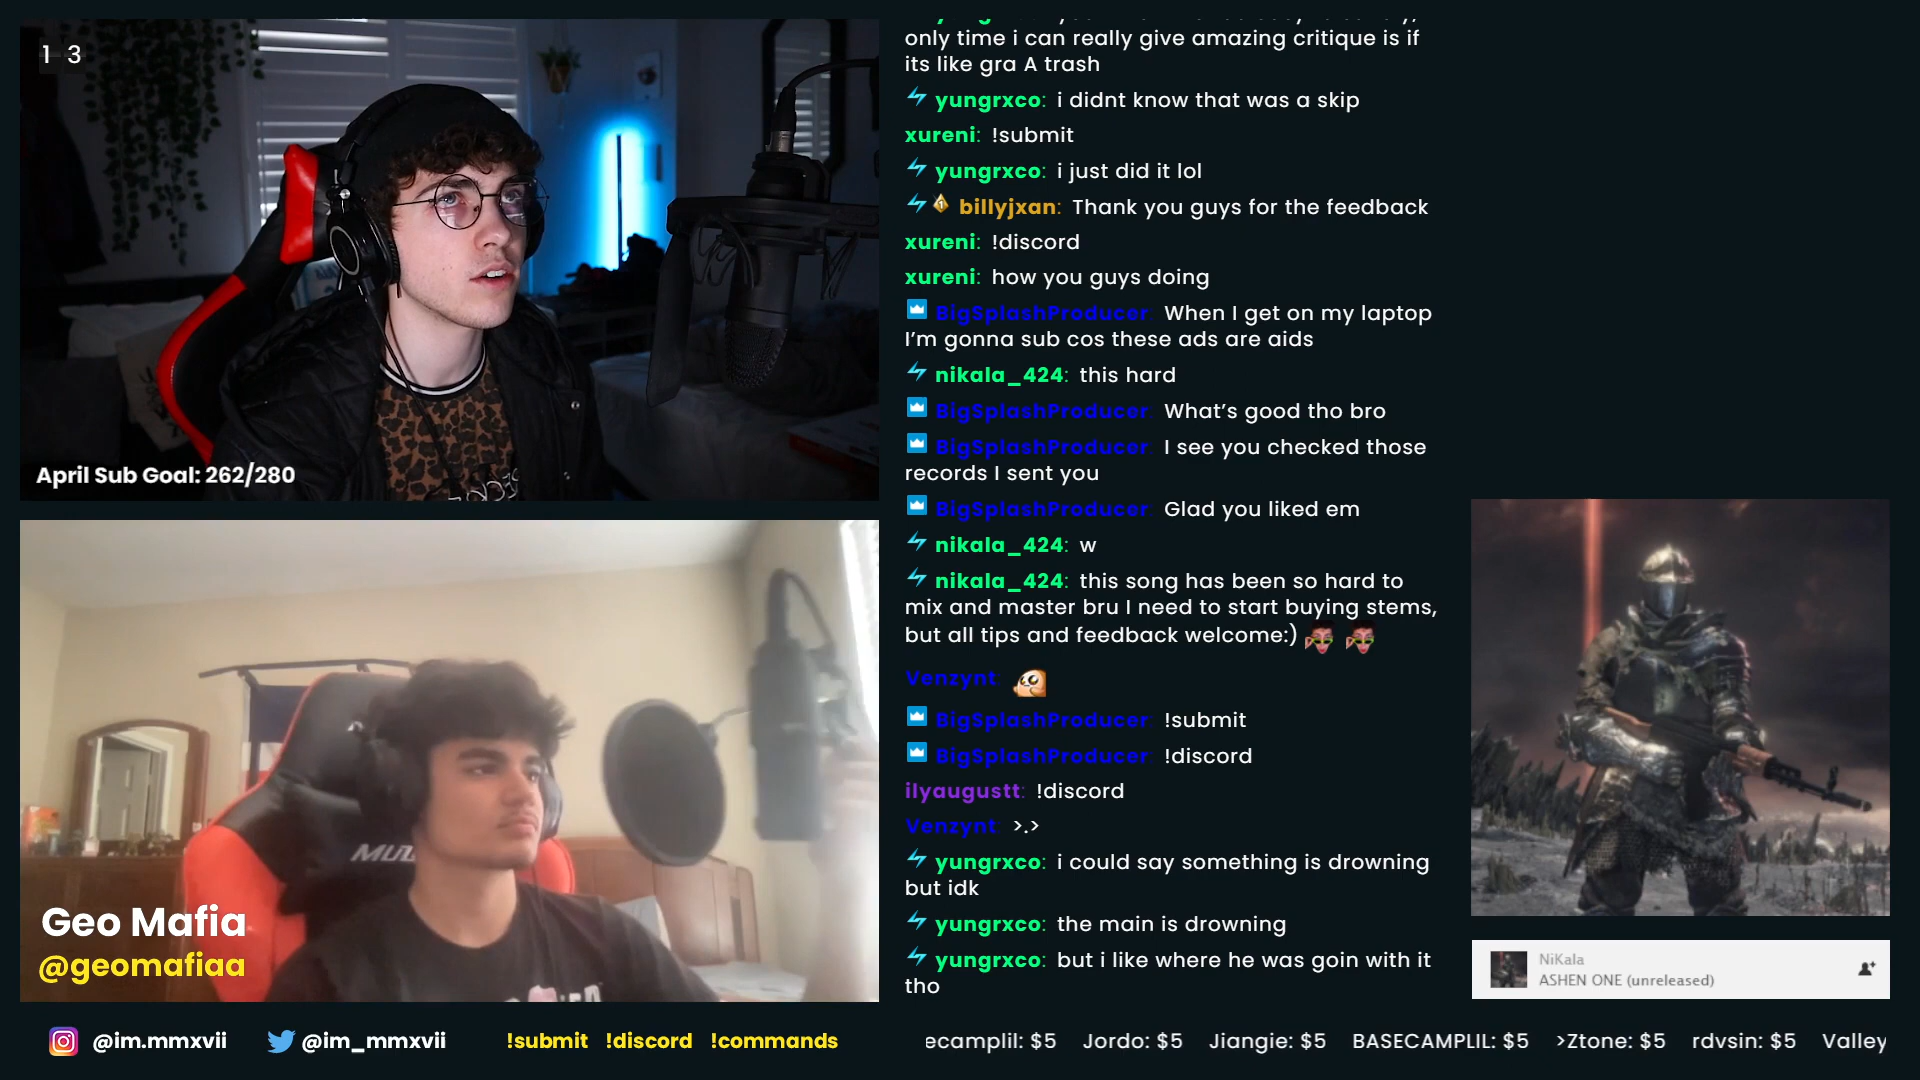 1 3
April Sub Goal: 262/280
Geo Mafia
@geomafiaa
only time i can really give amazing critique is if
its like gra A trash
yungrxco: i didnt know that was a skip
xureni: !submit
yungrxco: i just did it lol
billyjxan: Thank you guys for the feedback
xureni: !discord
xureni: how you guys doing
BigSplashProducer: When I get on my laptop
I’m gonna sub cos these ads are aids
nikala_424: this hard
BigSplashProducer: What’s good tho bro
BigSplashProducer: I see you checked those
records I sent you
BigSplashProducer: Glad you liked em
nikala_424: w
nikala_424: this song has been so hard to
mix and master bru I need to start buying stems,
but all tips and feedback welcome:)
Venzynt:
BigSplashProducer: !submit
BigSplashProducer: !discord
ilyaugustt: !discord
Venzynt: >.>
yungrxco: i could say something is drowning
but idk
yungrxco: the main is drowning
yungrxco: but i like where he was goin with it
tho
NiKala
ASHEN ONE (unreleased)
@im.mmxvii @im_mmxvii !submit !discord !commands
ecamplil: $5 Jordo: $5 Jiangie: $5 BASECAMPLIL: $5 >Ztone: $5 rdvsin: $5 Valley